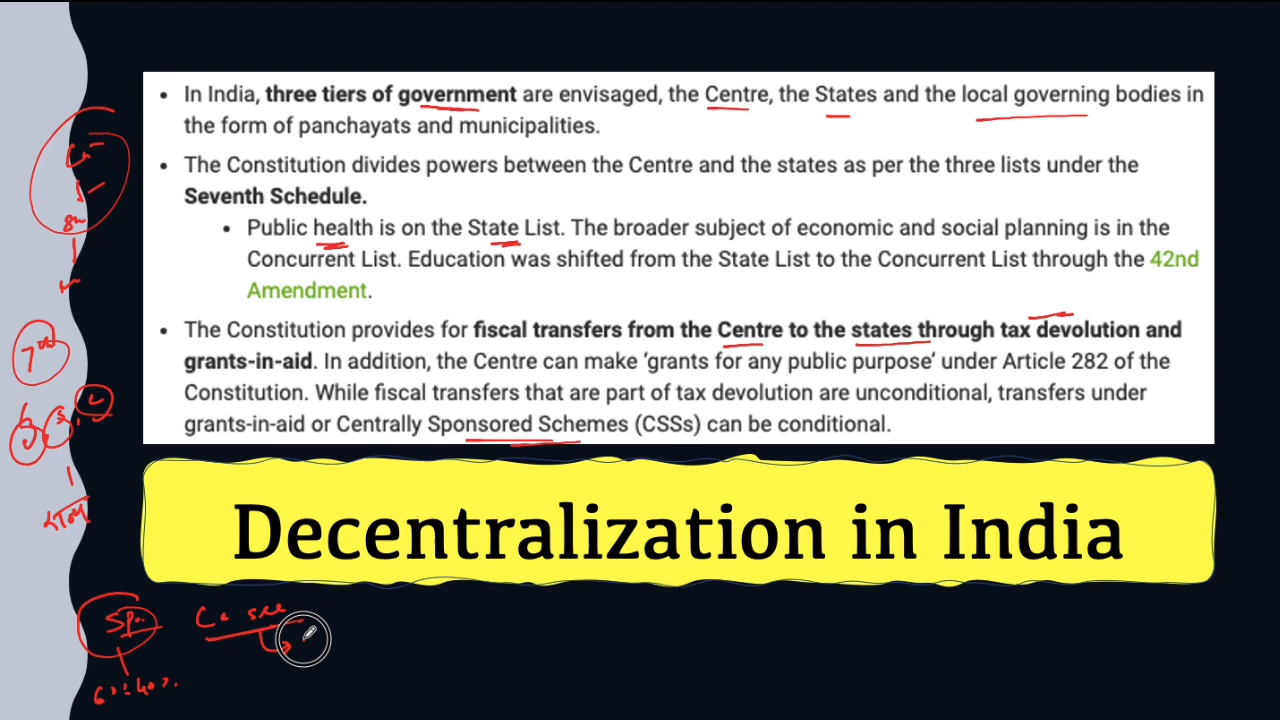 • In India, three tiers of government are envisaged, the Centre, the States and the local governing bodies in
the form of panchayats and municipalities.
• The Constitution divides powers between the Centre and the states as per the three lists under the
Seventh Schedule.
• Public health is on the State List. The broader subject of economic and social planning is in the
Concurrent List. Education was shifted from the State List to the Concurrent List through the 42nd
Amendment.
• The Constitution provides for fiscal transfers from the Centre to the states through tax devolution and
grants-in-aid. In addition, the Centre can make ‘grants for any public purpose’ under Article 282 of the
Constitution. While fiscal transfers that are part of tax devolution are unconditional, transfers under
grants-in-aid or Centrally Sponsored Schemes (CSSs) can be conditional.
Decentralization in India
7th